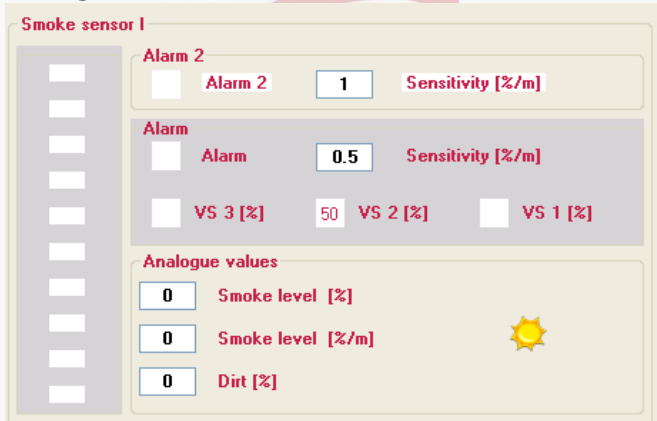 Smoke sensor I
Alarm 2
Alarm 2 1 Sensitivity [%/m]
Alarm
Alarm 0.5 Sensitivity [%/m]
VS 3 [%] 50 VS 2 [%] VS 1 [%]
Analogue values
0 Smoke level [%]
0 Smoke level [%/m]
0 Dirt [%]